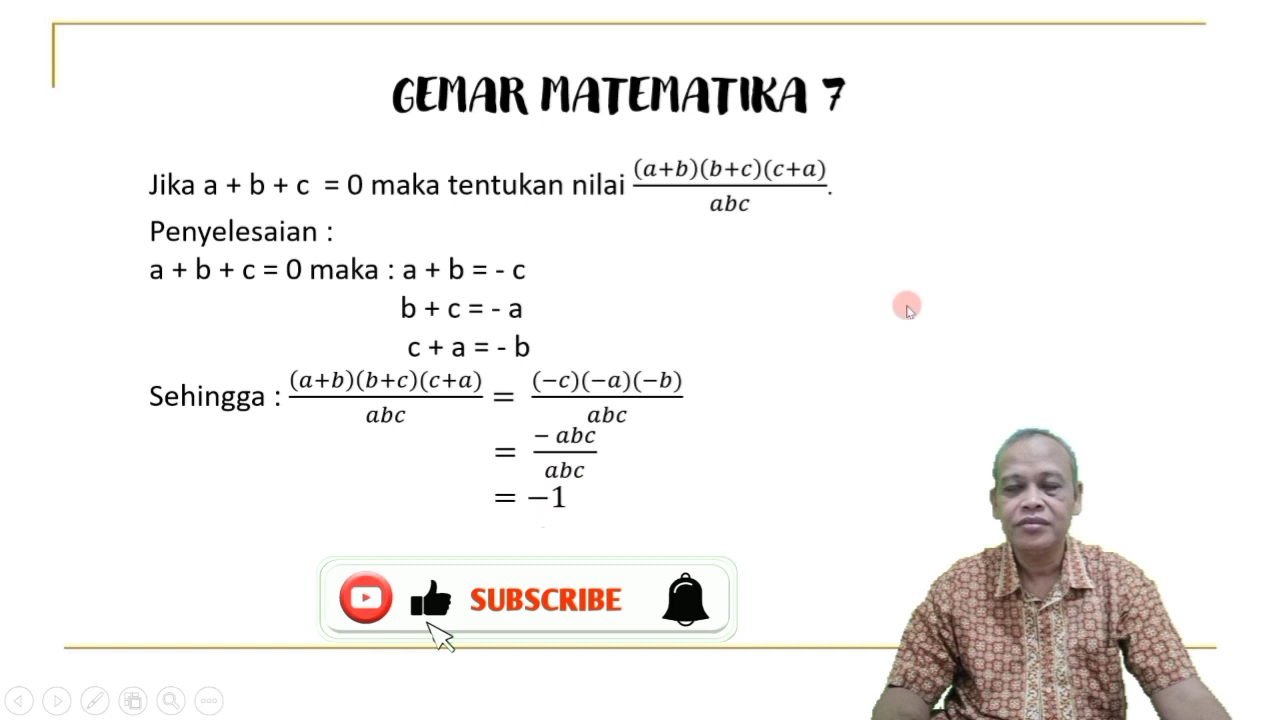 GEMAR MATEMATIKA 7
Jika a + b + c = 0 maka tentukan nilai (a+b)(b+c)(c+a)/abc.
Penyelesaian :
a + b + c = 0 maka : a + b = - c
b + c = - a
c + a = - b
Sehingga : (a+b)(b+c)(c+a)/abc = (−c)(−a)(−b)/abc
= − abc/abc
= −1
SUBSCRIBE